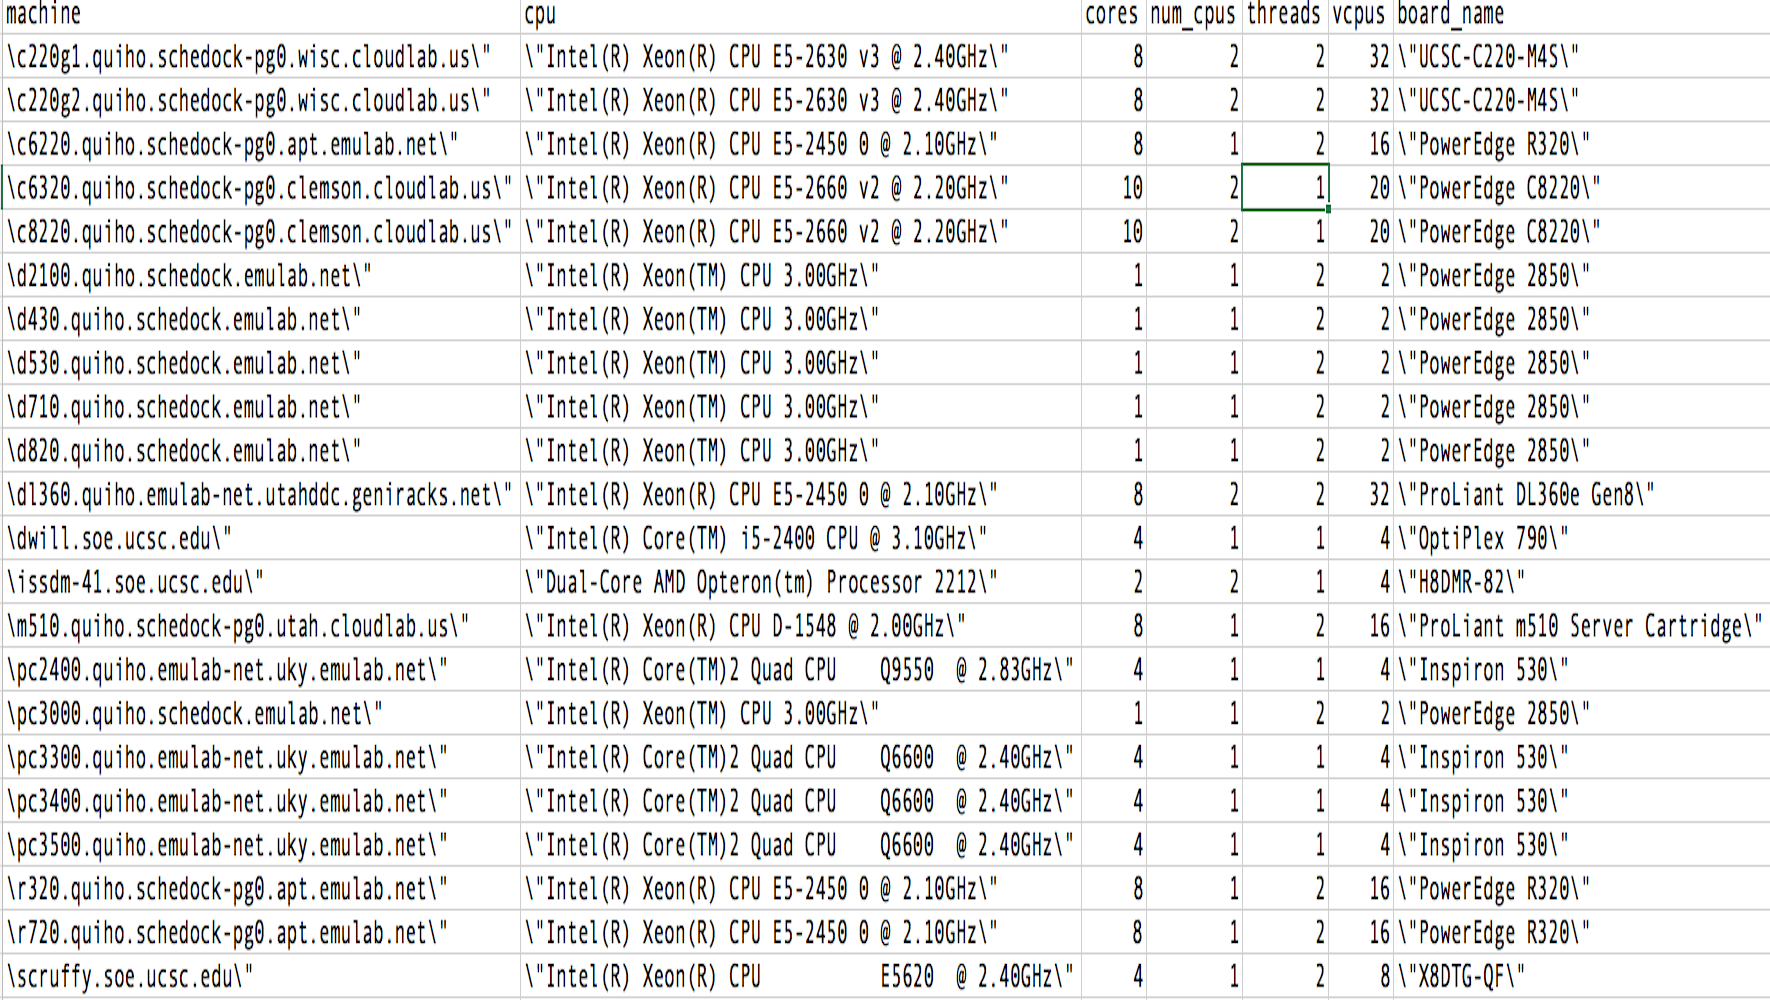 machine cpu cores num_cpus threads vcpus board_name
\c220g1.quiho.schedock-pg0.wisc.cloudlab.us\" \"Intel(R) Xeon(R) CPU E5-2630 v3 @ 2.40GHz\" 8 2 2 32 \"UCSC-C220-M4S\"
\c220g2.quiho.schedock-pg0.wisc.cloudlab.us\" \"Intel(R) Xeon(R) CPU E5-2630 v3 @ 2.40GHz\" 8 2 2 32 \"UCSC-C220-M4S\"
\c6220.quiho.schedock-pg0.apt.emulab.net\" \"Intel(R) Xeon(R) CPU E5-2450 0 @ 2.10GHz\" 8 1 2 16 \"PowerEdge R320\"
\c6320.quiho.schedock-pg0.clemson.cloudlab.us\" \"Intel(R) Xeon(R) CPU E5-2660 v2 @ 2.20GHz\" 10 2 1 20 \"PowerEdge C8220\"
\c8220.quiho.schedock-pg0.clemson.cloudlab.us\" \"Intel(R) Xeon(R) CPU E5-2660 v2 @ 2.20GHz\" 10 2 1 20 \"PowerEdge C8220\"
\d2100.quiho.schedock.emulab.net\" \"Intel(R) Xeon(TM) CPU 3.00GHz\" 1 1 2 2 \"PowerEdge 2850\"
\d430.quiho.schedock.emulab.net\" \"Intel(R) Xeon(TM) CPU 3.00GHz\" 1 1 2 2 \"PowerEdge 2850\"
\d530.quiho.schedock.emulab.net\" \"Intel(R) Xeon(TM) CPU 3.00GHz\" 1 1 2 2 \"PowerEdge 2850\"
\d710.quiho.schedock.emulab.net\" \"Intel(R) Xeon(TM) CPU 3.00GHz\" 1 1 2 2 \"PowerEdge 2850\"
\d820.quiho.schedock.emulab.net\" \"Intel(R) Xeon(TM) CPU 3.00GHz\" 1 1 2 2 \"PowerEdge 2850\"
\dl360.quiho.emulab-net.utahddc.geniracks.net\" \"Intel(R) Xeon(R) CPU E5-2450 0 @ 2.10GHz\" 8 2 2 32 \"ProLiant DL360e Gen8\"
\dwill.soe.ucsc.edu\" \"Intel(R) Core(TM) i5-2400 CPU @ 3.10GHz\" 4 1 1 4 \"OptiPlex 790\"
\issdm-41.soe.ucsc.edu\" \"Dual-Core AMD Opteron(tm) Processor 2212\" 2 2 1 4 \"H8DMR-82\"
\m510.quiho.schedock-pg0.utah.cloudlab.us\" \"Intel(R) Xeon(R) CPU D-1548 @ 2.00GHz\" 8 1 2 16 \"ProLiant m510 Server Cartridge\"
\pc2400.quiho.emulab-net.uky.emulab.net\" \"Intel(R) Core(TM)2 Quad CPU Q9550 @ 2.83GHz\" 4 1 1 4 \"Inspiron 530\"
\pc3000.quiho.schedock.emulab.net\" \"Intel(R) Xeon(TM) CPU 3.00GHz\" 1 1 2 2 \"PowerEdge 2850\"
\pc3300.quiho.emulab-net.uky.emulab.net\" \"Intel(R) Core(TM)2 Quad CPU Q6600 @ 2.40GHz\" 4 1 1 4 \"Inspiron 530\"
\pc3400.quiho.emulab-net.uky.emulab.net\" \"Intel(R) Core(TM)2 Quad CPU Q6600 @ 2.40GHz\" 4 1 1 4 \"Inspiron 530\"
\pc3500.quiho.emulab-net.uky.emulab.net\" \"Intel(R) Core(TM)2 Quad CPU Q6600 @ 2.40GHz\" 4 1 1 4 \"Inspiron 530\"
\r320.quiho.schedock-pg0.apt.emulab.net\" \"Intel(R) Xeon(R) CPU E5-2450 0 @ 2.10GHz\" 8 1 2 16 \"PowerEdge R320\"
\r720.quiho.schedock-pg0.apt.emulab.net\" \"Intel(R) Xeon(R) CPU E5-2450 0 @ 2.10GHz\" 8 1 2 16 \"PowerEdge R320\"
\scruffy.soe.ucsc.edu\" \"Intel(R) Xeon(R) CPU E5620 @ 2.40GHz\" 4 1 2 8 \"X8DTG-QF\"